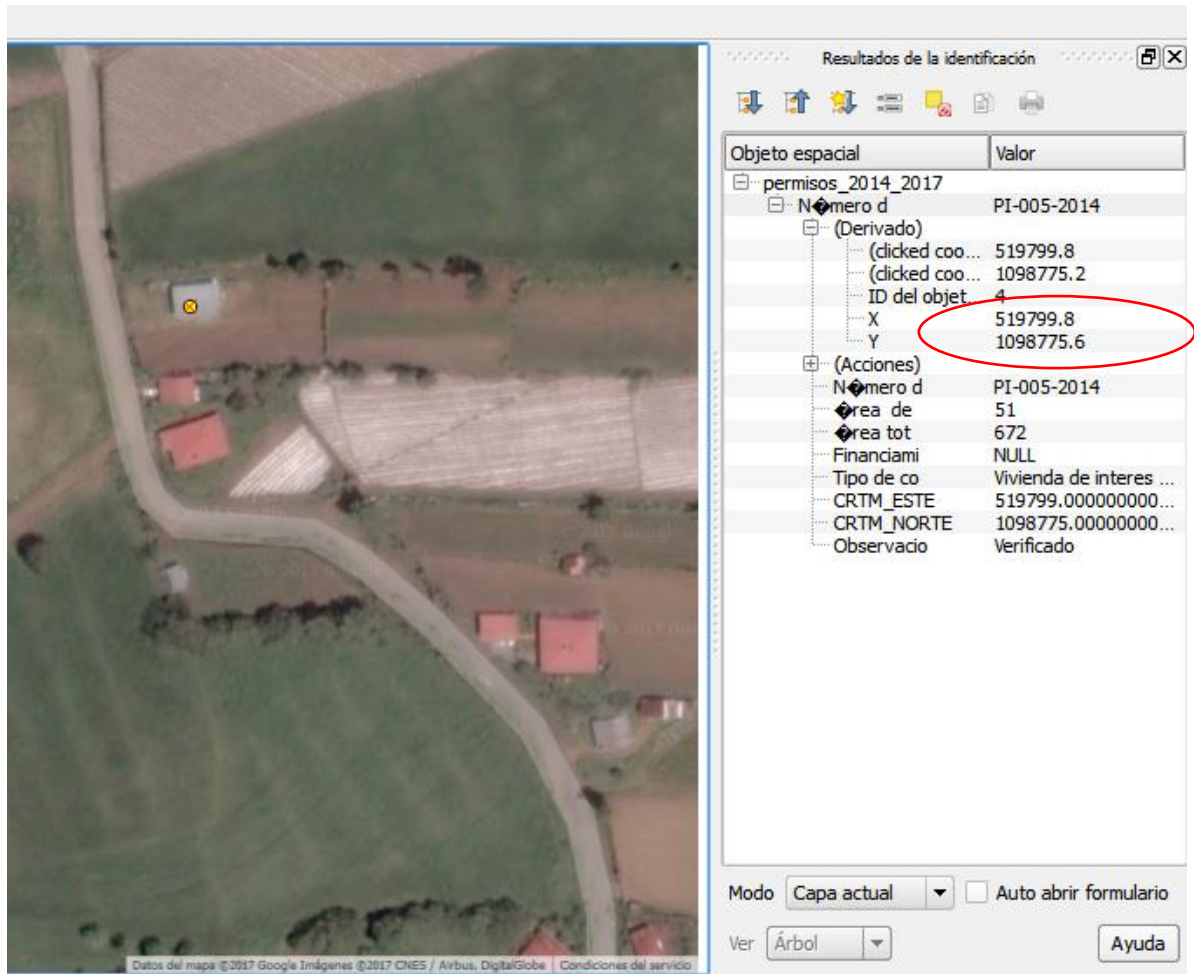 Resultados de la identificación
Objeto espacial Valor
permisos_2014_2017
N�mero d PI-005-2014
(Derivado)
(clicked coo... 519799.8
(clicked coo... 1098775.2
ID del objet... 4
X 519799.8
Y 1098775.6
(Acciones)
N�mero d PI-005-2014
�rea de 51
�rea tot 672
Financiami NULL
Tipo de co Vivienda de interes ...
CRTM_ESTE 519799.000000000...
CRTM_NORTE 1098775.00000000...
Observacio Verificado
Modo Capa actual Auto abrir formulario
Ver Árbol Ayuda
Datos del mapa ©2017 Google Imágenes ©2017 CNES / Airbus, DigitalGlobe Condiciones del servicio